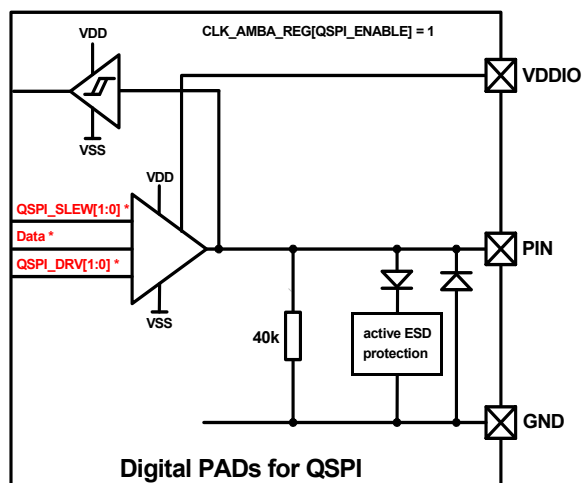 VDD
CLK_AMBA_REG[QSPI_ENABLE] = 1
VDDIO
VSS
VDD
QSPI_SLEW[1:0] *
Data *
PIN
QSPI_DRV[1:0] *
VSS
40k
active ESD
protection
GND
Digital PADs for QSPI